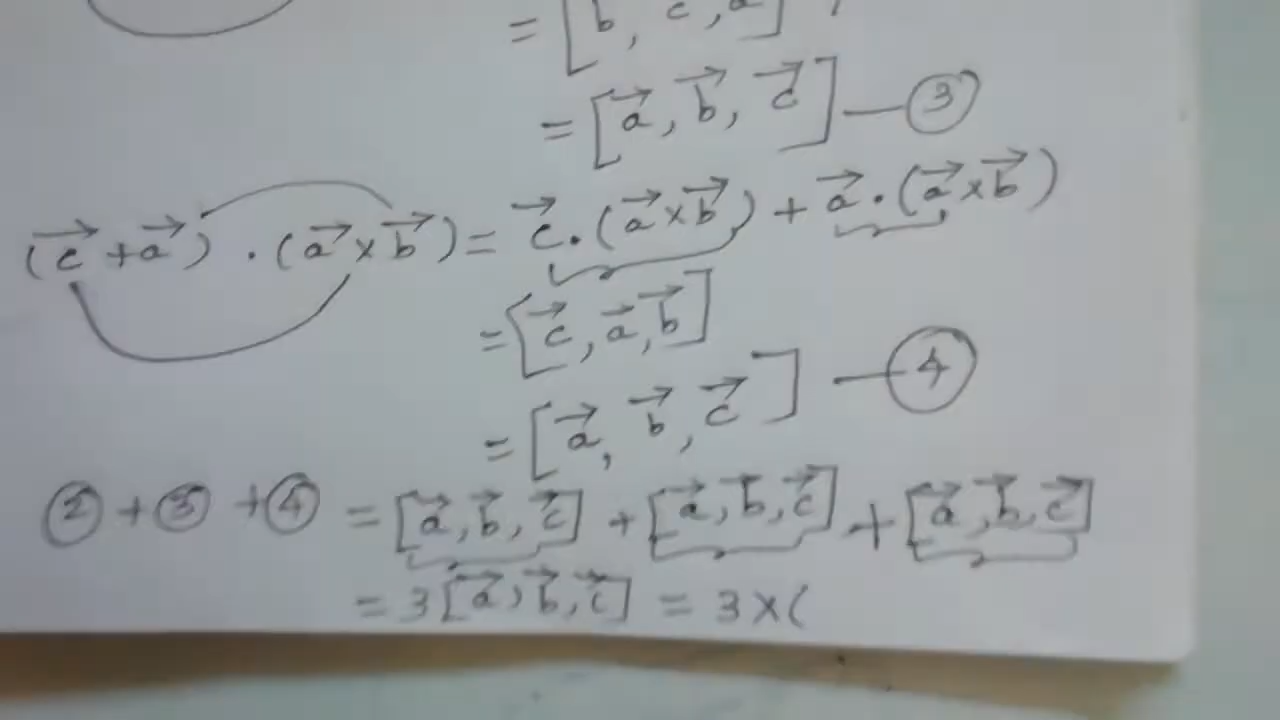 = [b, c, a]
= [a⃗, b⃗, c⃗] — ③
(c⃗ + a⃗) . (a⃗ × b⃗) = c⃗ . (a⃗ × b⃗) + a⃗ . (a⃗ × b⃗)
= [c⃗, a⃗, b⃗]
= [a⃗, b⃗, c⃗] — ④
② + ③ + ④ = [a⃗, b⃗, c⃗] + [a⃗, b⃗, c⃗] + [a⃗, b⃗, c⃗]
= 3 [a⃗, b⃗, c⃗] = 3 × (